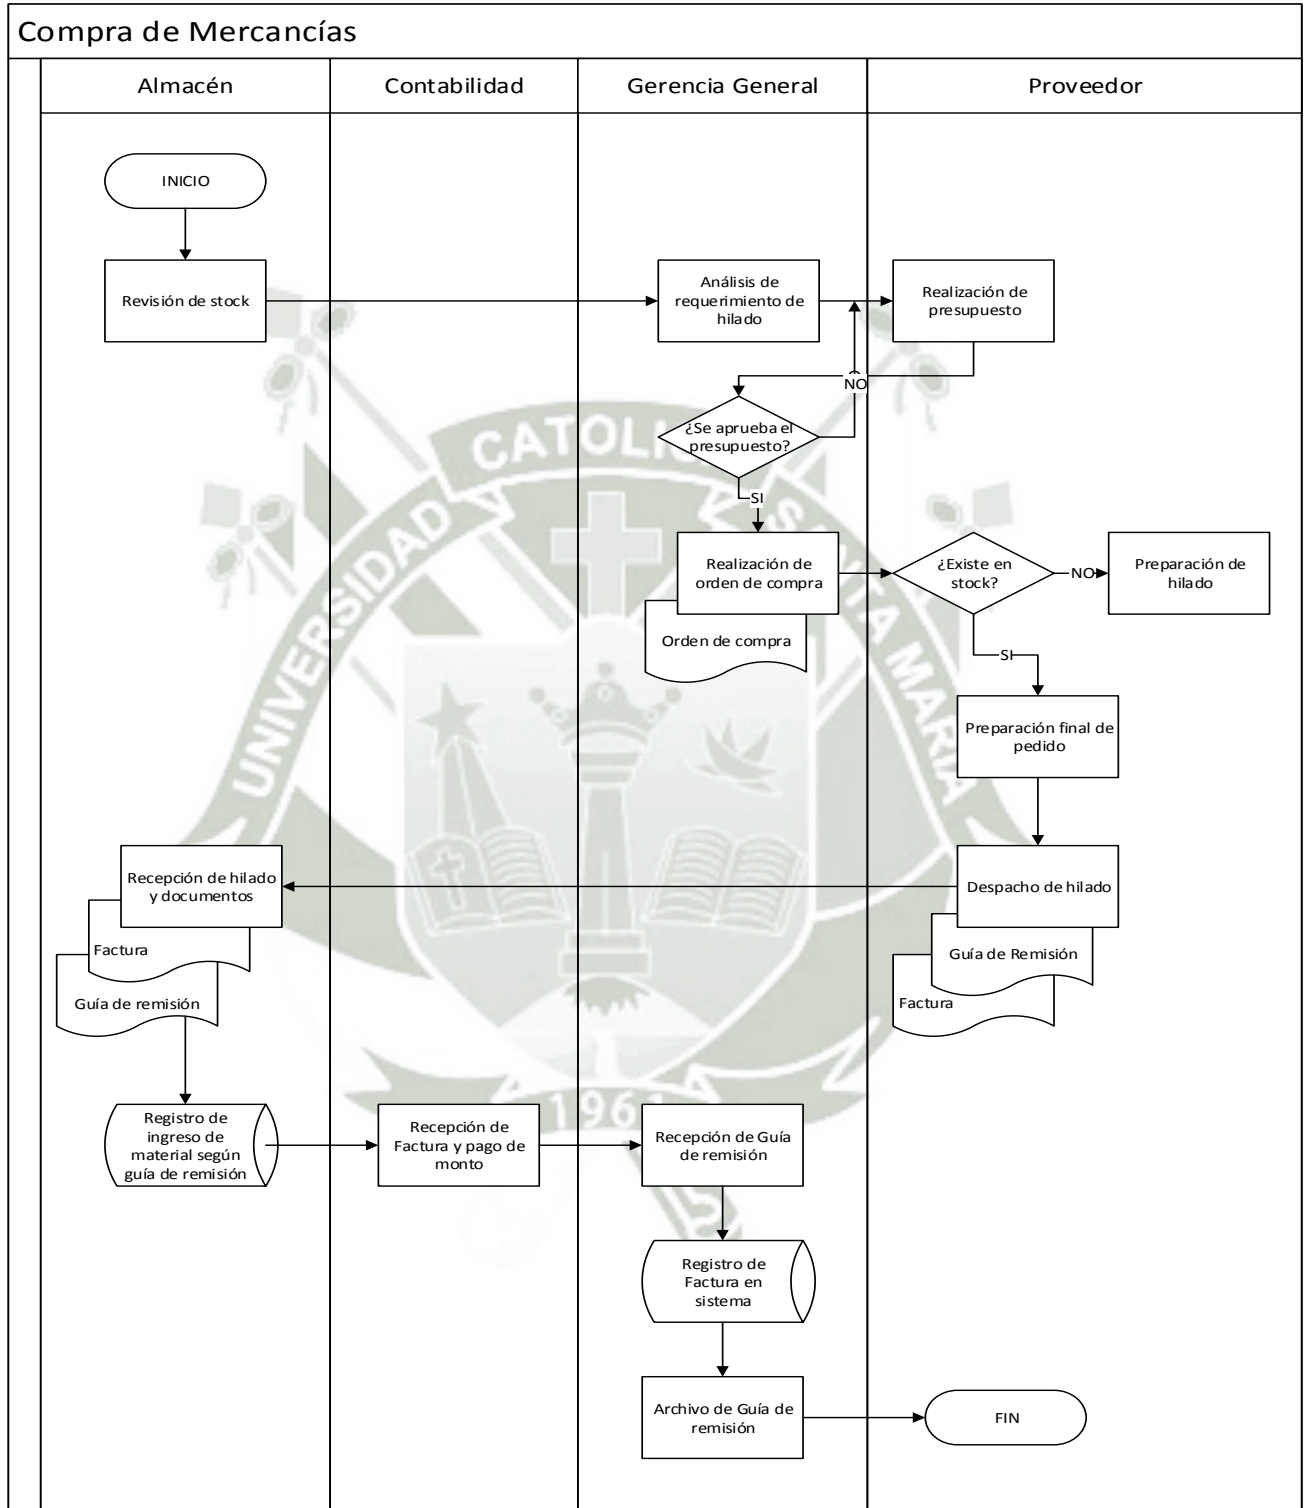 Compra de Mercancías
Almacén
Contabilidad
Gerencia General
Proveedor
INICIO
Revisión de stock
Análisis de
requerimiento de
hilado
Realización de
presupuesto
NO
¿Se aprueba el
presupuesto?
SI
Realización de
orden de compra
Orden de compra
¿Existe en
stock?
NO
Preparación de
hilado
SI
Preparación final de
pedido
Recepción de hilado
y documentos
Factura
Guía de remisión
Despacho de hilado
Guía de Remisión
Factura
Registro de
ingreso de
material según
guía de remisión
Recepción de
Factura y pago de
monto
Recepción de Guía
de remisión
Registro de
Factura en
sistema
Archivo de Guía de
remisión
FIN
UNIVERSIDAD
SANTA MARIA